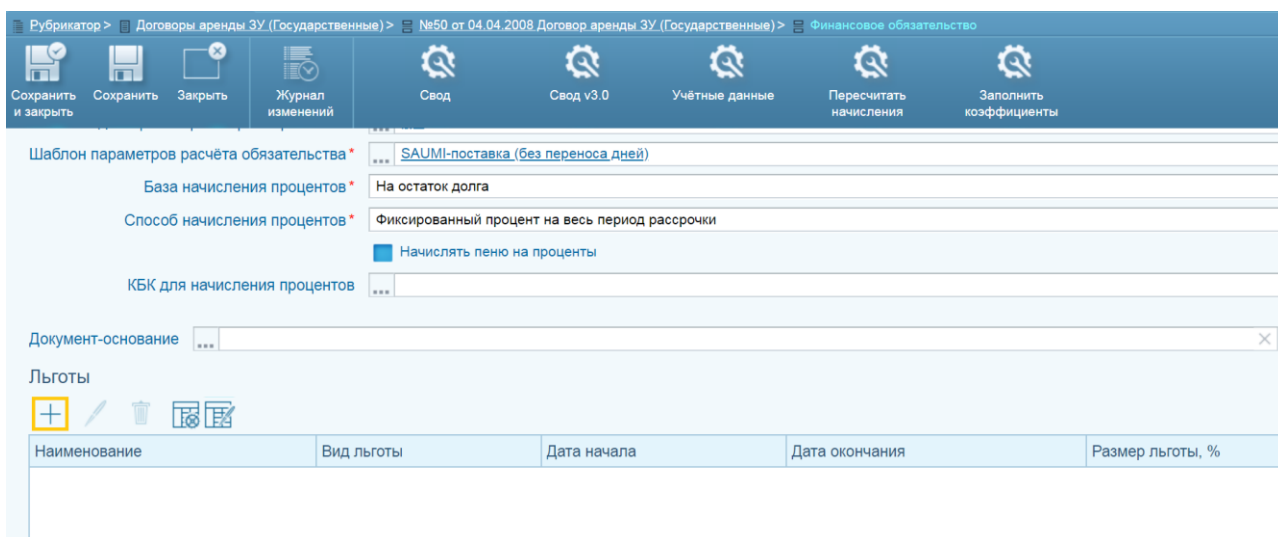 Рубрикатор > Договоры аренды ЗУ (Государственные) > №50 от 04.04.2008 Договор аренды ЗУ (Государственные) > Финансовое обязательство
Сохранить и закрыть
Сохранить
Закрыть
Журнал изменений
Свод
Свод v3.0
Учётные данные
Пересчитать начисления
Заполнить коэффициенты
Шаблон параметров расчёта обязательства* ... SAUMI-поставка (без переноса дней)
База начисления процентов* На остаток долга
Способ начисления процентов* Фиксированный процент на весь период рассрочки
Начислять пеню на проценты
КБК для начисления процентов ...
Документ-основание ...
Льготы
Наименование Вид льготы Дата начала Дата окончания Размер льготы, %